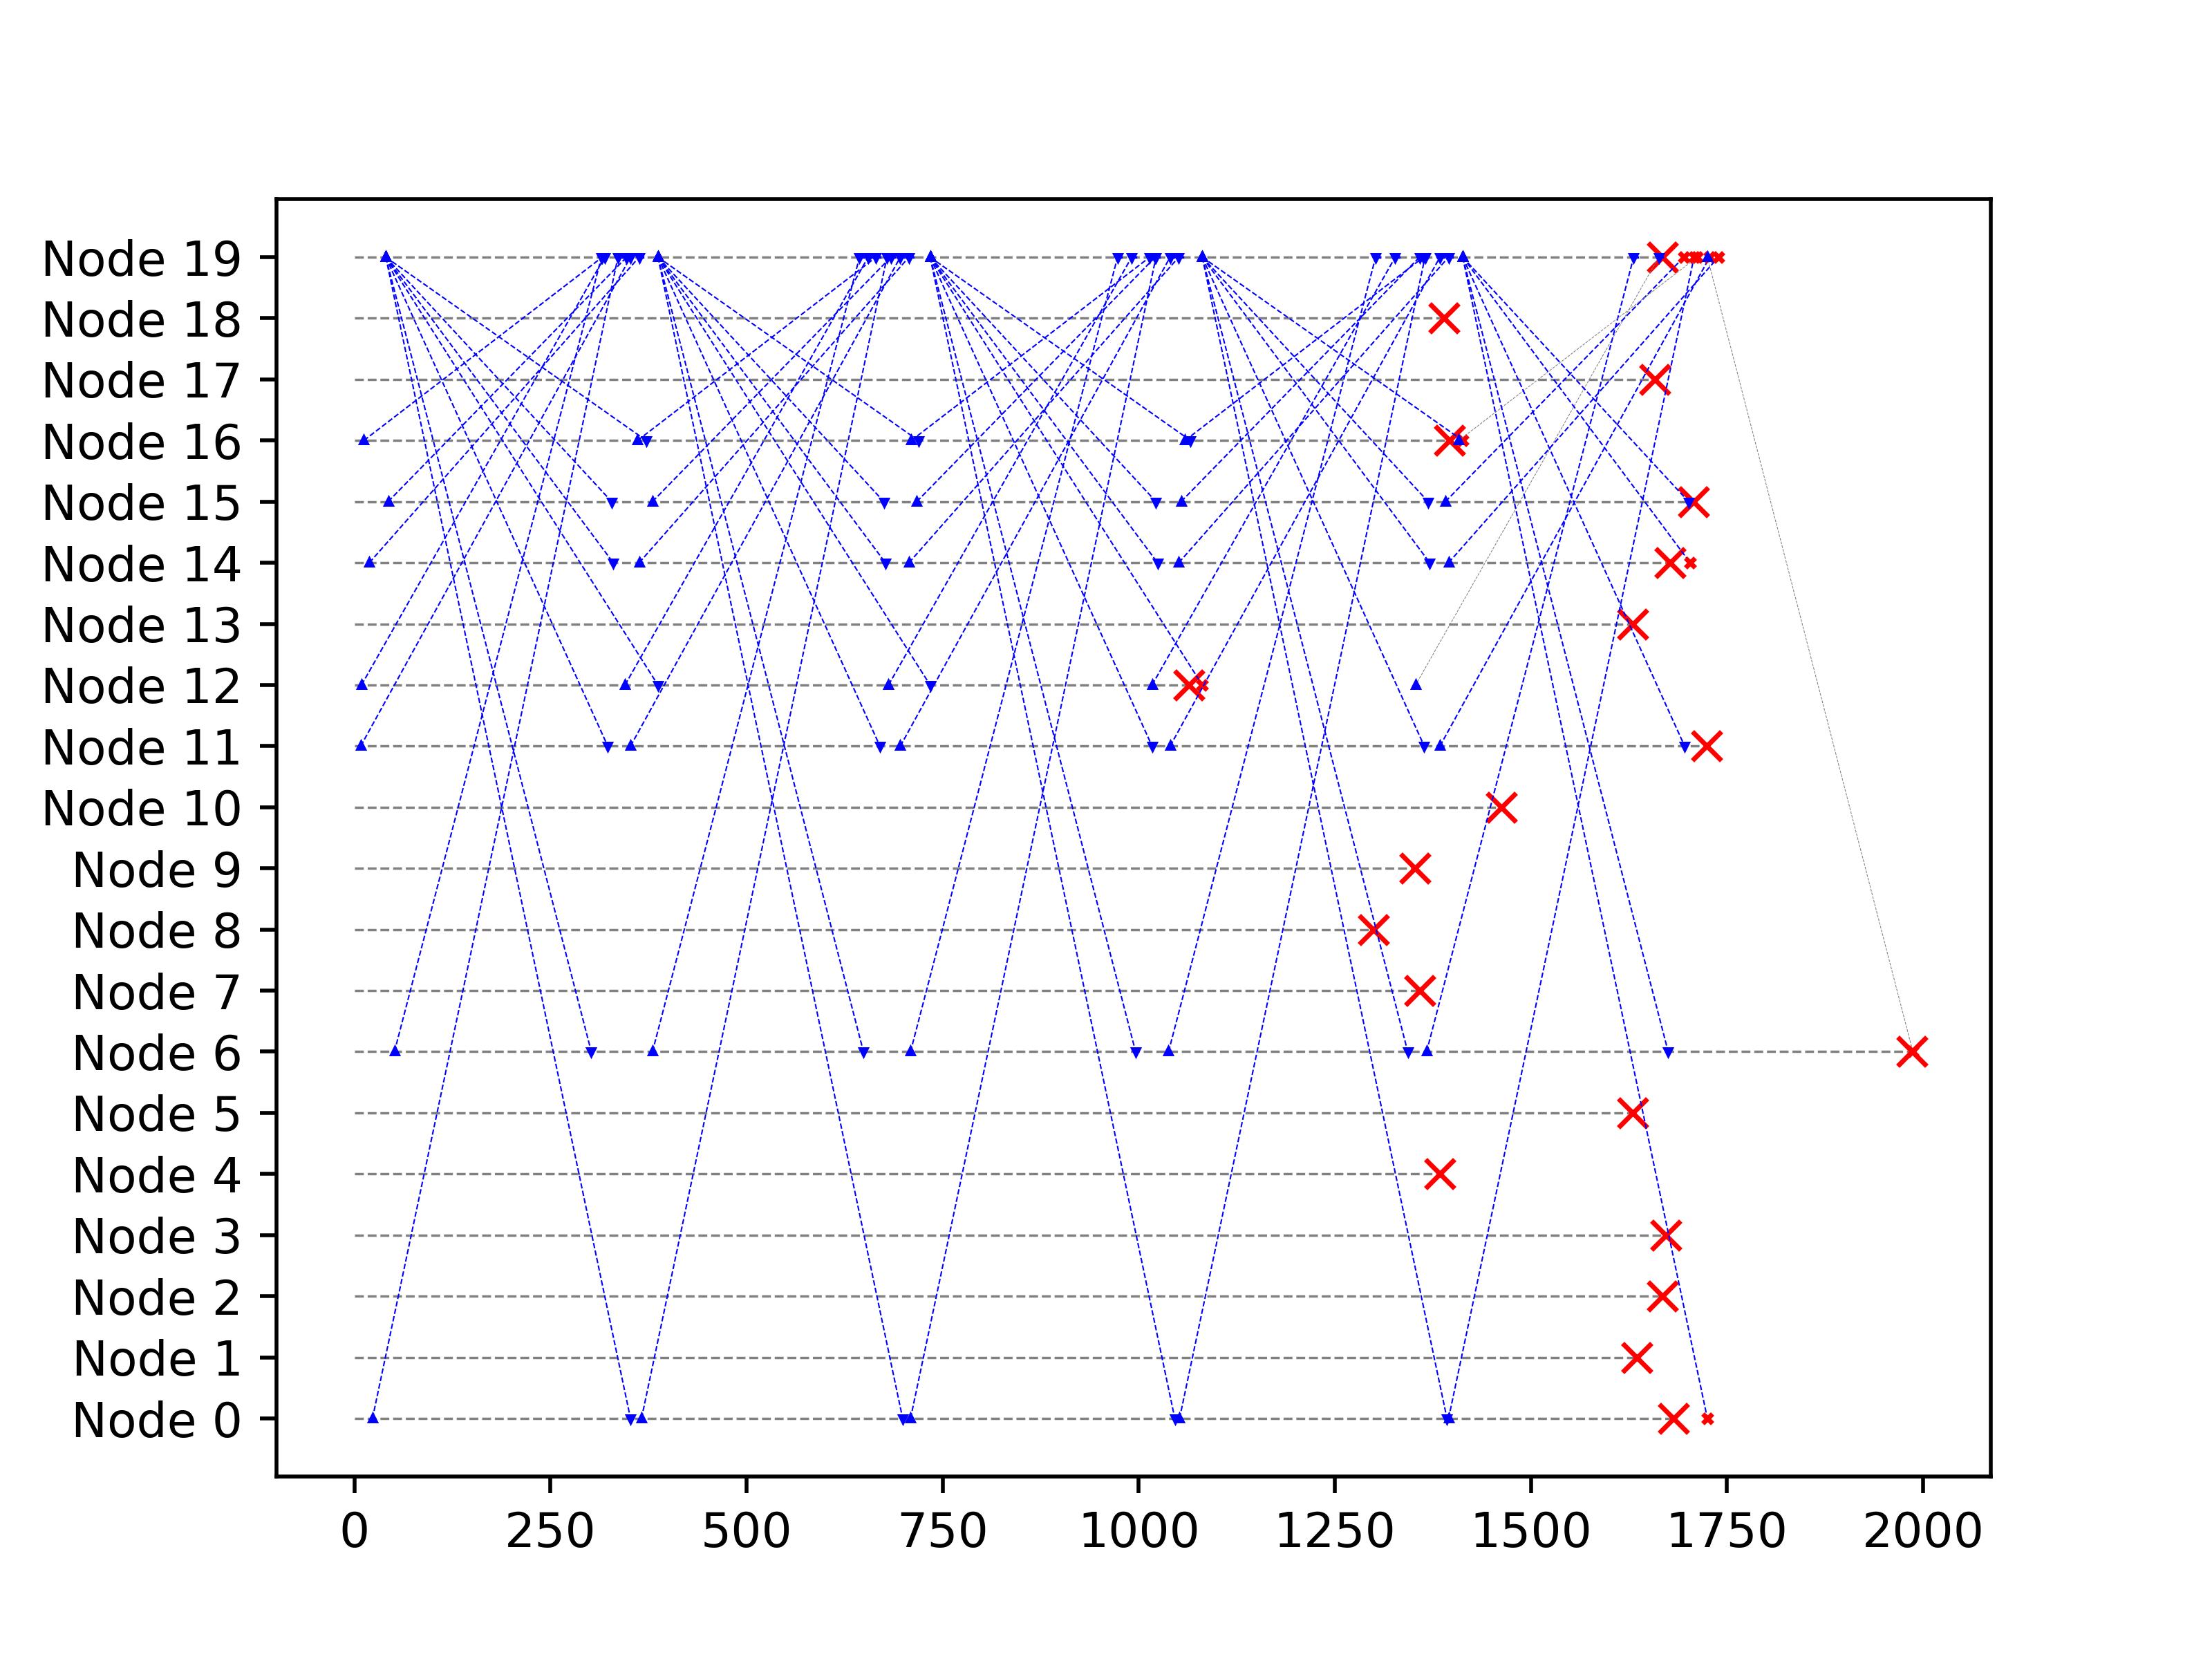 Node 19
Node 18
Node 17
Node 16
Node 15
Node 14
Node 13
Node 12
Node 11
Node 10
Node 9
Node 8
Node 7
Node 6
Node 5
Node 4
Node 3
Node 2
Node 1
Node 0
0 250 500 750 1000 1250 1500 1750 2000